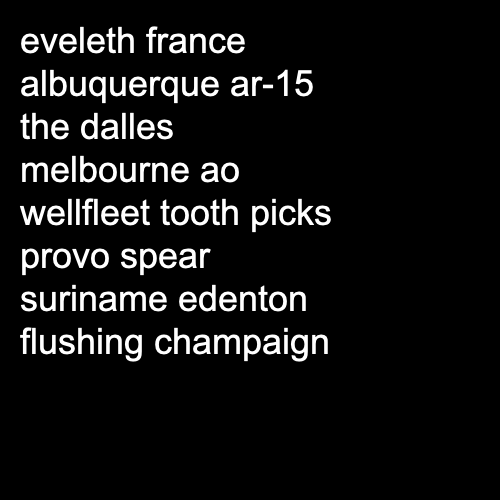 eveleth france
albuquerque ar-15
the dalles
melbourne ao
wellfleet tooth picks
provo spear
suriname edenton
flushing champaign